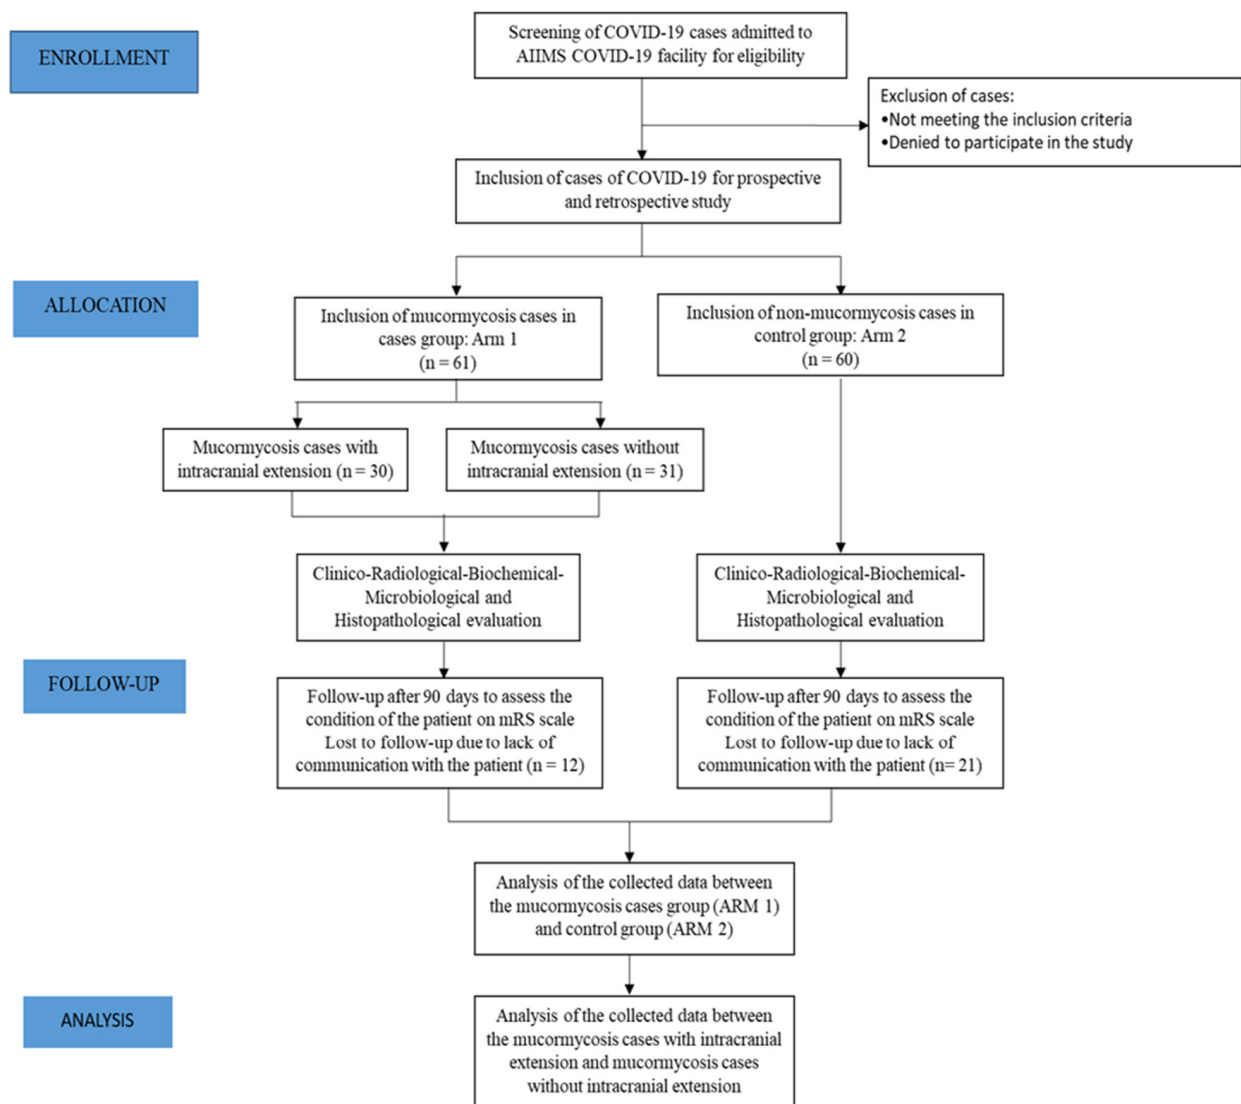 ENROLLMENT
Screening of COVID-19 cases admitted to
AIIMS COVID-19 facility for eligibility
Exclusion of cases:
•Not meeting the inclusion criteria
•Denied to participate in the study
Inclusion of cases of COVID-19 for prospective
and retrospective study
ALLOCATION
Inclusion of mucormycosis cases in
cases group: Arm 1
(n = 61)
Inclusion of non-mucormycosis cases in
control group: Arm 2
(n = 60)
Mucormycosis cases with
intracranial extension (n = 30)
Mucormycosis cases without
intracranial extension (n = 31)
Clinico-Radiological-Biochemical-
Microbiological and
Histopathological evaluation
Clinico-Radiological-Biochemical-
Microbiological and
Histopathological evaluation
FOLLOW-UP
Follow-up after 90 days to assess the
condition of the patient on mRS scale
Lost to follow-up due to lack of
communication with the patient (n = 12)
Follow-up after 90 days to assess the
condition of the patient on mRS scale
Lost to follow-up due to lack of
communication with the patient (n= 21)
Analysis of the collected data between
the mucormycosis cases group (ARM 1)
and control group (ARM 2)
ANALYSIS
Analysis of the collected data between
the mucormycosis cases with intracranial
extension and mucormycosis cases
without intracranial extension